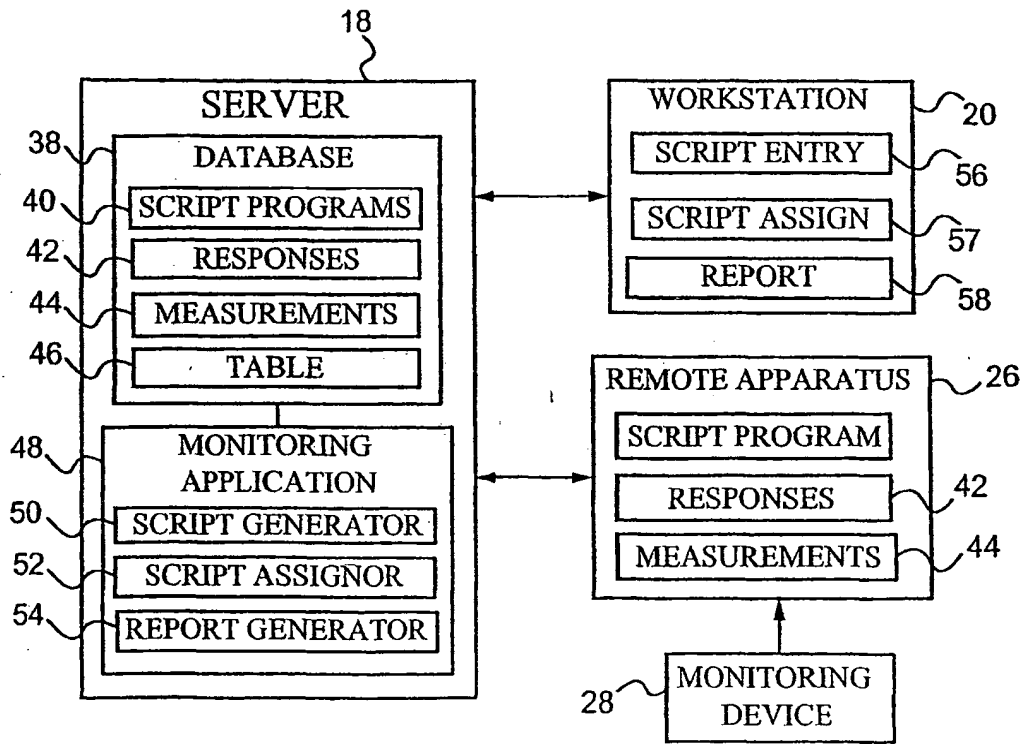 18
SERVER
38
DATABASE
40
SCRIPT PROGRAMS
42
RESPONSES
44
MEASUREMENTS
46
TABLE
48
MONITORING
APPLICATION
50
SCRIPT GENERATOR
52
SCRIPT ASSIGNOR
54
REPORT GENERATOR
WORKSTATION
20
SCRIPT ENTRY
56
SCRIPT ASSIGN
57
REPORT
58
REMOTE APPARATUS
26
SCRIPT PROGRAM
RESPONSES
42
MEASUREMENTS
44
28
MONITORING
DEVICE